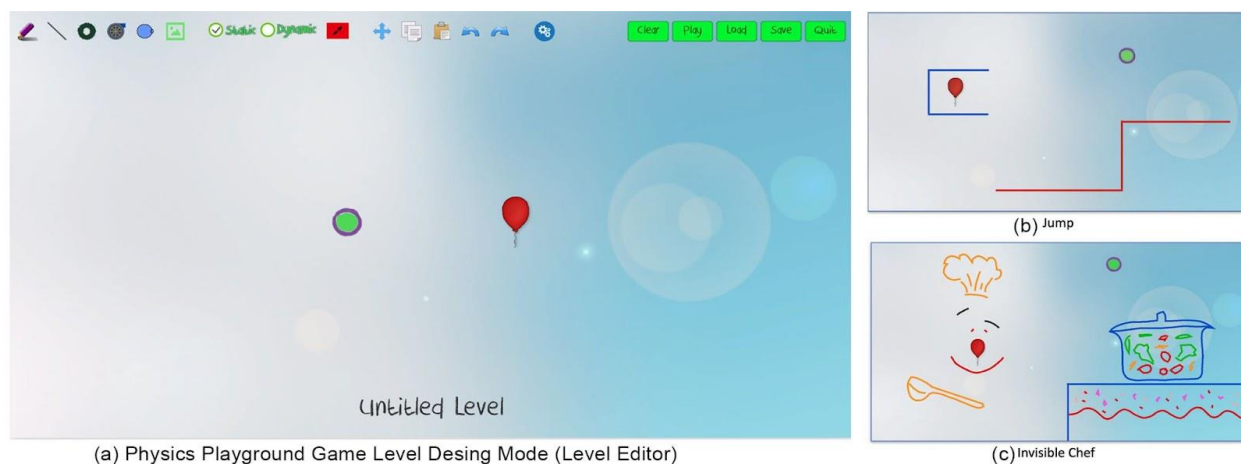 Static Dynamic Clear Play Load Save Quit
Untitled Level
(a) Physics Playground Game Level Desing Mode (Level Editor)
(b) Jump
(c) Invisible Chef